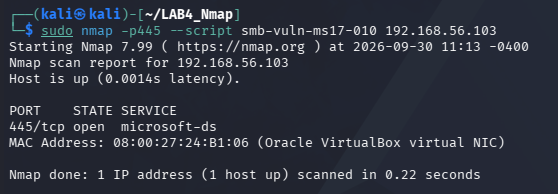 ┌──(kali㉿kali)-[~/LAB4_Nmap]
└─$ sudo nmap -p445 --script smb-vuln-ms17-010 192.168.56.103
Starting Nmap 7.99 ( https://nmap.org ) at 2026-09-30 11:13 -0400
Nmap scan report for 192.168.56.103
Host is up (0.0014s latency).

PORT    STATE SERVICE
445/tcp open  microsoft-ds
MAC Address: 08:00:27:24:B1:06 (Oracle VirtualBox virtual NIC)

Nmap done: 1 IP address (1 host up) scanned in 0.22 seconds